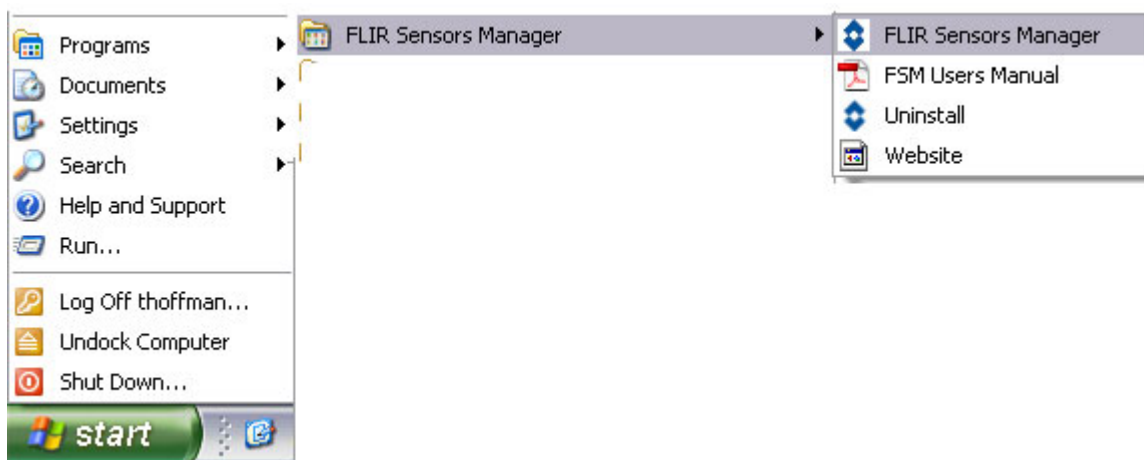 Programs
Documents
Settings
Search
Help and Support
Run...
Log Off thoffman...
Undock Computer
Shut Down...
start
FLIR Sensors Manager
FLIR Sensors Manager
FSM Users Manual
Uninstall
Website